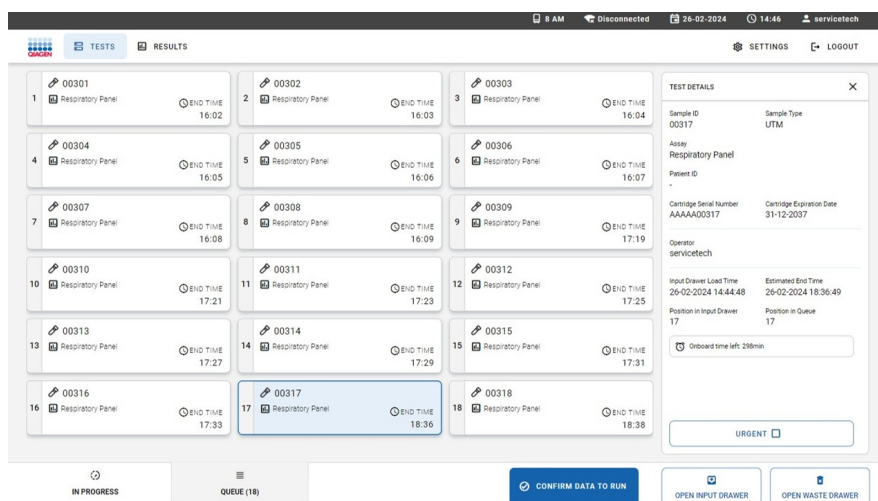 8 AM Disconnected 26-02-2024 14:46 servicetech
QIAGEN TESTS RESULTS SETTINGS LOGOUT
1 00301 Respiratory Panel END TIME 16:02
2 00302 Respiratory Panel END TIME 16:03
3 00303 Respiratory Panel END TIME 16:04
4 00304 Respiratory Panel END TIME 16:05
5 00305 Respiratory Panel END TIME 16:06
6 00306 Respiratory Panel END TIME 16:07
7 00307 Respiratory Panel END TIME 16:08
8 00308 Respiratory Panel END TIME 16:09
9 00309 Respiratory Panel END TIME 17:19
10 00310 Respiratory Panel END TIME 17:21
11 00311 Respiratory Panel END TIME 17:23
12 00312 Respiratory Panel END TIME 17:25
13 00313 Respiratory Panel END TIME 17:27
14 00314 Respiratory Panel END TIME 17:29
15 00315 Respiratory Panel END TIME 17:31
16 00316 Respiratory Panel END TIME 17:33
17 00317 Respiratory Panel END TIME 18:36
18 00318 Respiratory Panel END TIME 18:38
TEST DETAILS
Sample ID Sample Type
00317 UTM
Assay
Respiratory Panel
Patient ID
-
Cartridge Serial Number Cartridge Expiration Date
AAAAA00317 31-12-2037
Operator
servicetech
Input Drawer Load Time Estimated End Time
26-02-2024 14:44:48 26-02-2024 18:36:49
Position in Input Drawer Position in Queue
17 17
Onboard time left: 298min
URGENT
IN PROGRESS QUEUE (18) CONFIRM DATA TO RUN OPEN INPUT DRAWER OPEN WASTE DRAWER